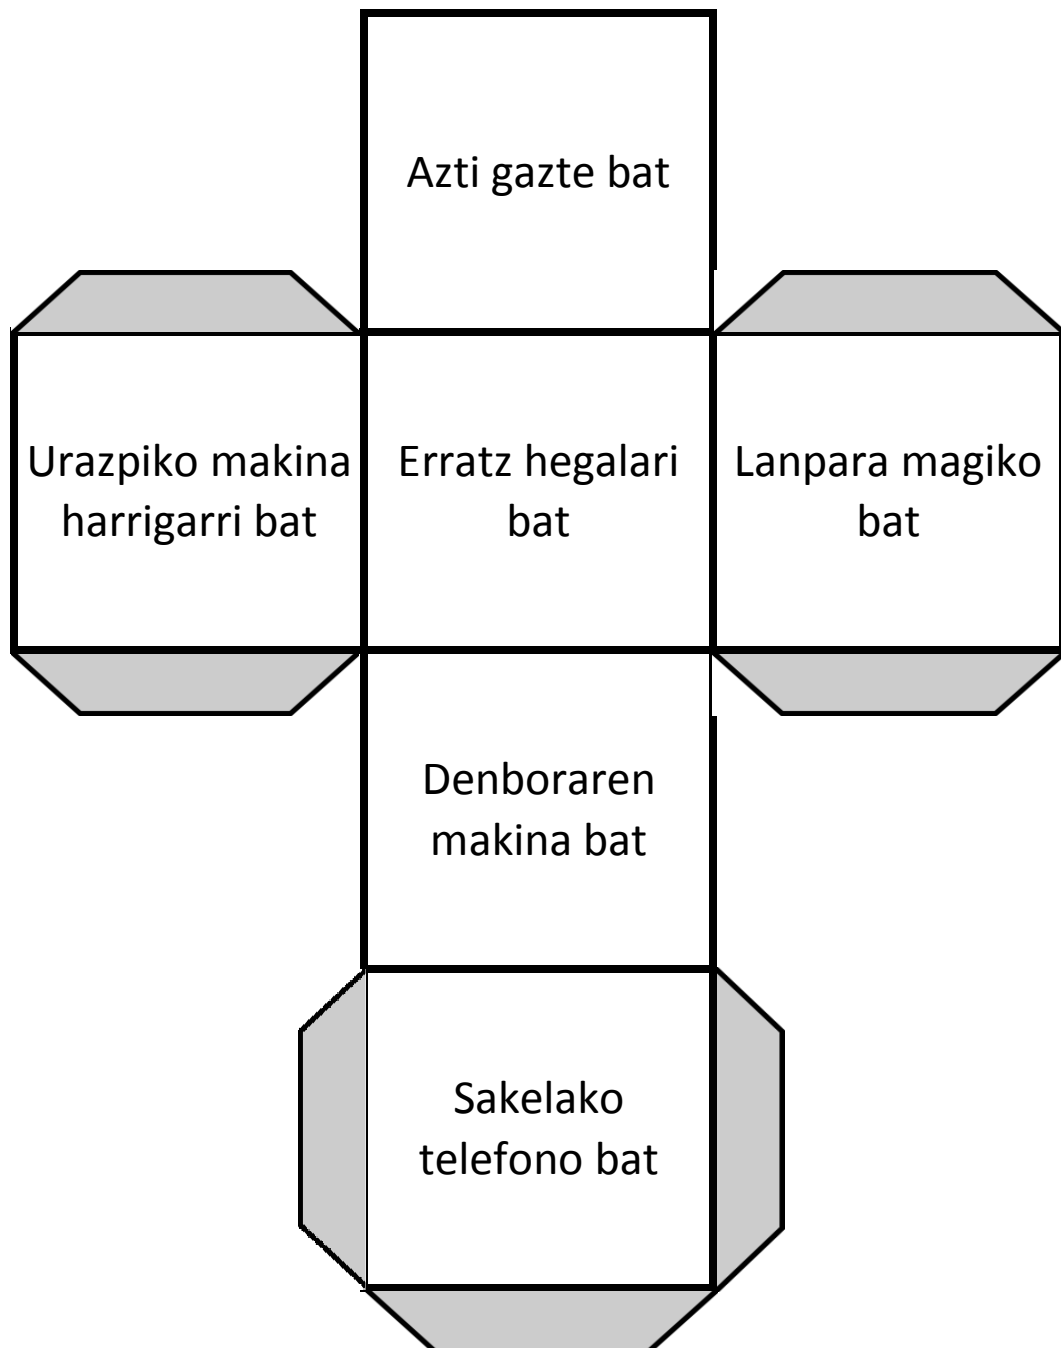 Azti gazte bat
Urazpiko makina
harrigarri bat
Erratz hegalari
bat
Lanpara magiko
bat
Denboraren
makina bat
Sakelako
telefono bat